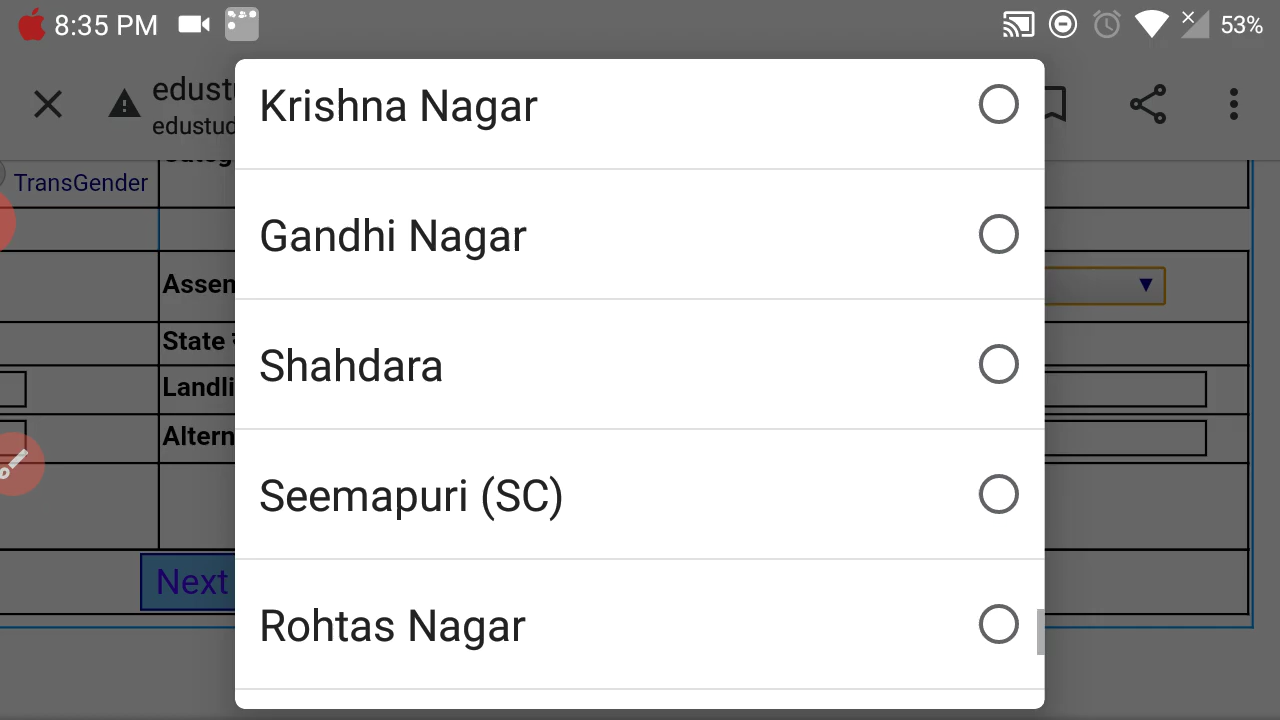 8:35 PM
53%
edust
edustud
Krishna Nagar
Gandhi Nagar
Shahdara
Seemapuri (SC)
Rohtas Nagar
TransGender
Assem
State
Landli
Altern
Next